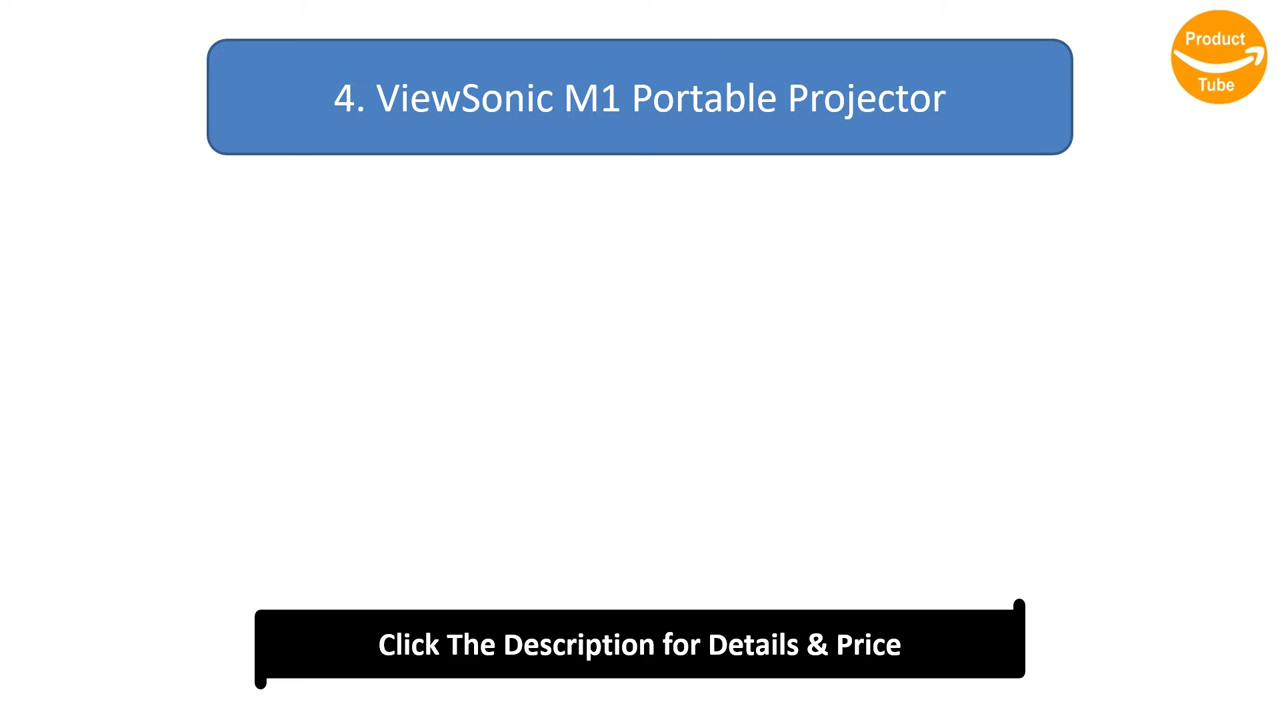 4. ViewSonic M1 Portable Projector
Product
Tube
Click The Description for Details & Price